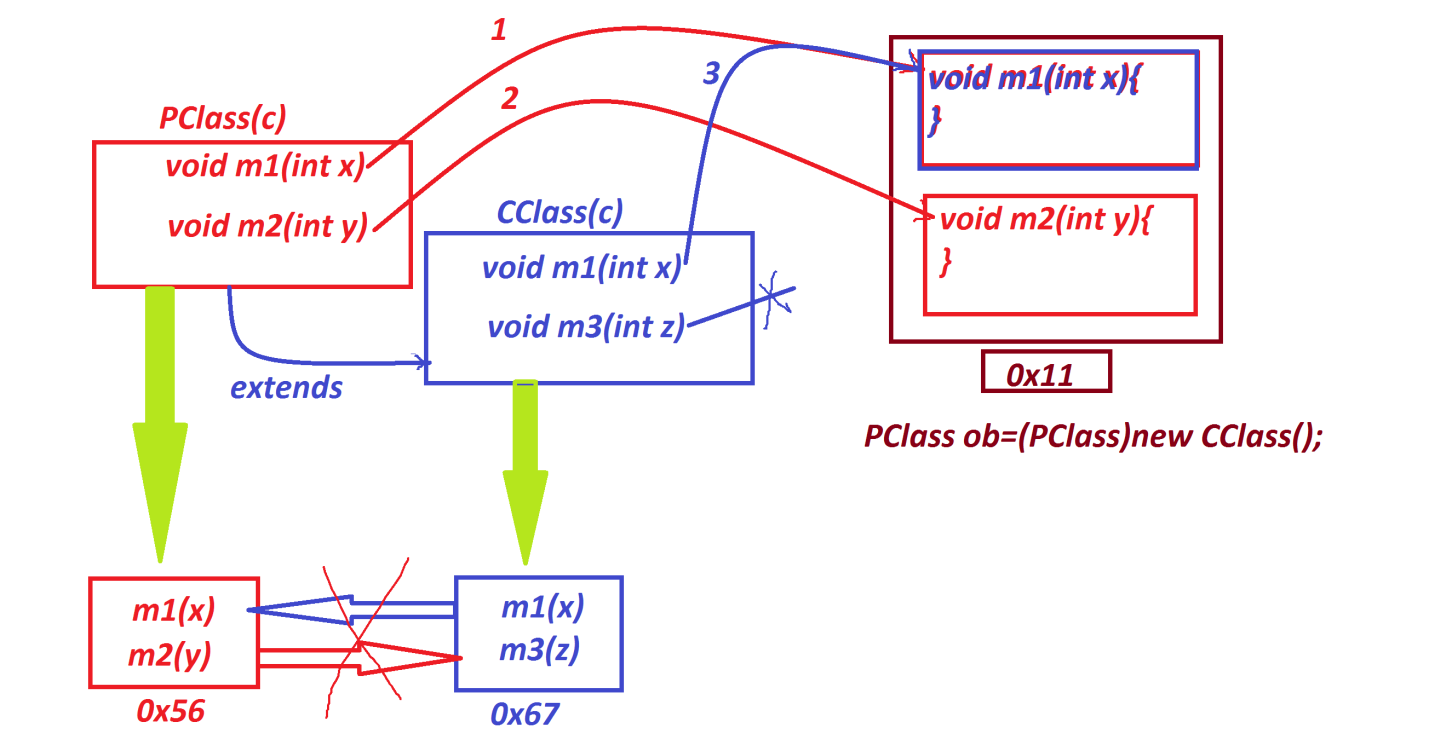 1
2
3
PClass(c)
void m1(int x)
void m2(int y)
CClass(c)
void m1(int x)
void m3(int z)
extends
void m1(int x){
}
void m2(int y){
}
0x11
PClass ob=(PClass)new CClass();
m1(x)
m2(y)
0x56
m1(x)
m3(z)
0x67